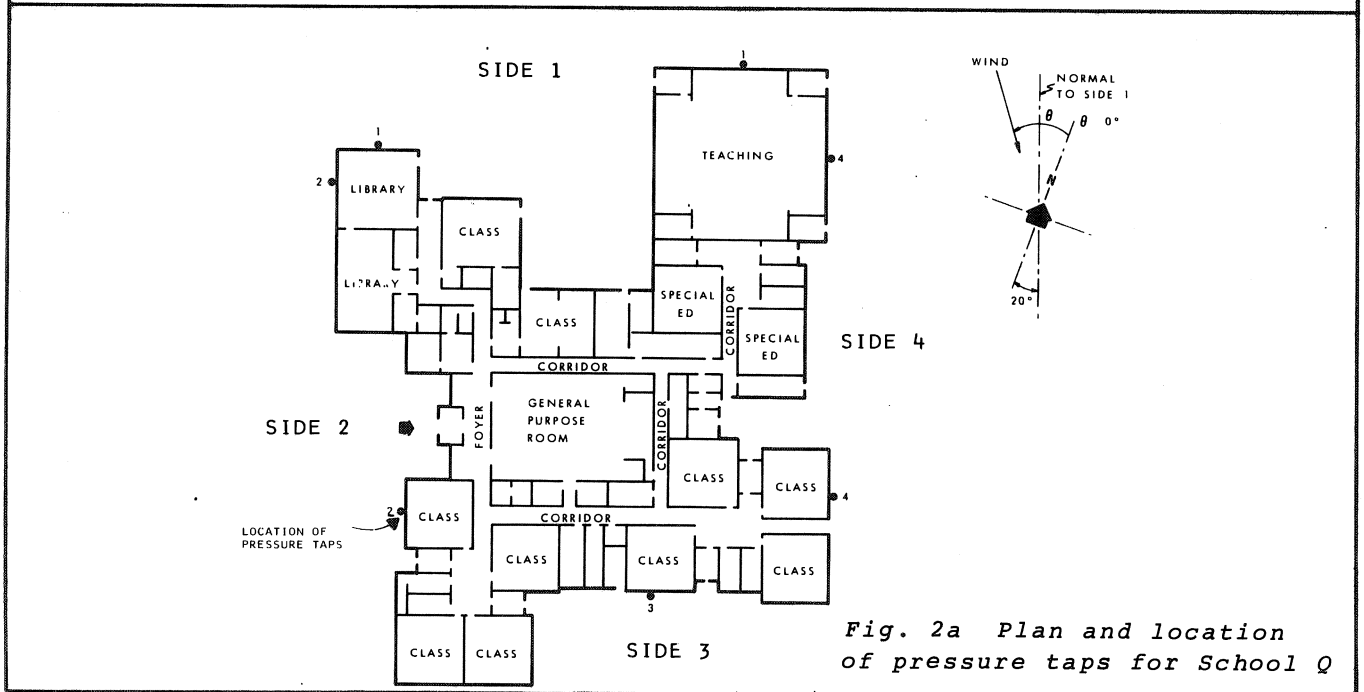 SIDE 1
1
WIND
NORMAL
TO SIDE 1
θ
θ 0°
N
20°
1
2
LIBRARY
TEACHING
4
CLASS
LIBRARY
SPECIAL
ED
CORRIDOR
CLASS
SPECIAL
ED
SIDE 4
CORRIDOR
SIDE 2
FOYER
GENERAL
PURPOSE
ROOM
CORRIDOR
CLASS
CLASS
4
2
CLASS
CORRIDOR
LOCATION OF
PRESSURE TAPS
CLASS
CLASS
CLASS
3
CLASS
CLASS
SIDE 3
Fig. 2a Plan and location
of pressure taps for School Q